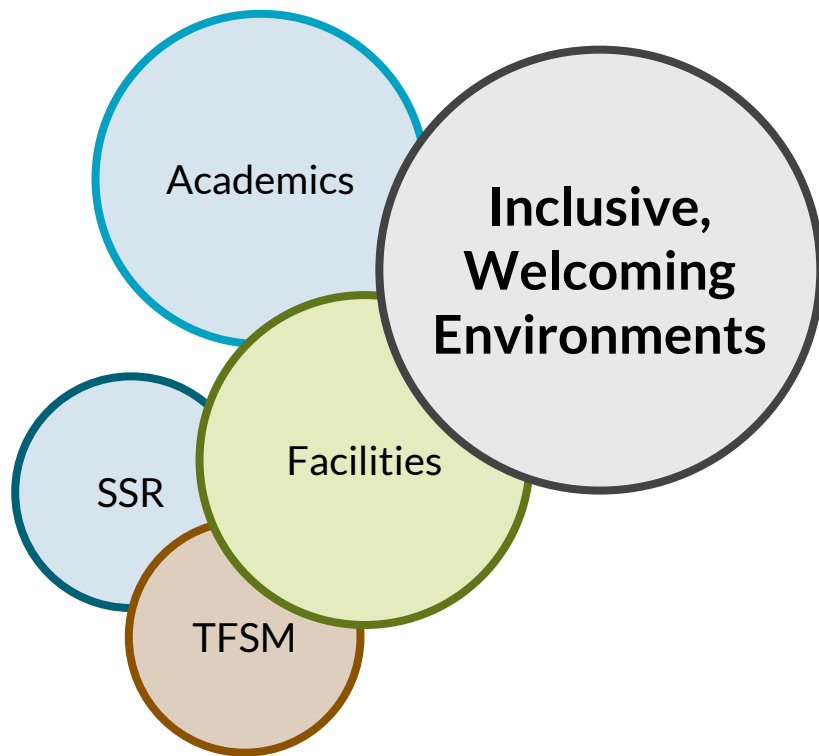 Academics
Inclusive,
Welcoming
Environments
Facilities
SSR
TFSM